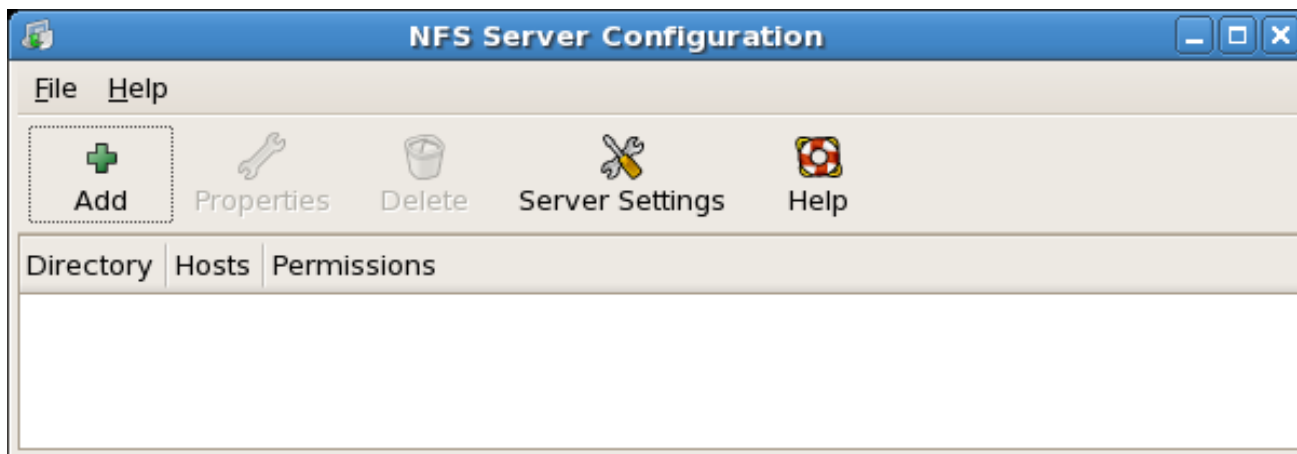 NFS Server Configuration
File Help
Add Properties Delete Server Settings Help
Directory Hosts Permissions